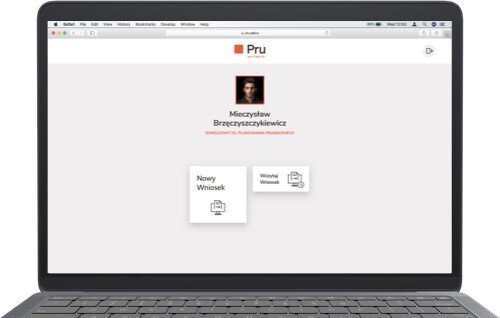 Safari File Edit View History Bookmarks Develop Window Help
Pru
Mieczysław
Brzęczyszczykiewicz
KONSULTANT DS. PLANOWANIA FINANSOWEGO
Nowy
Wniosek
Wczytaj
Wniosek